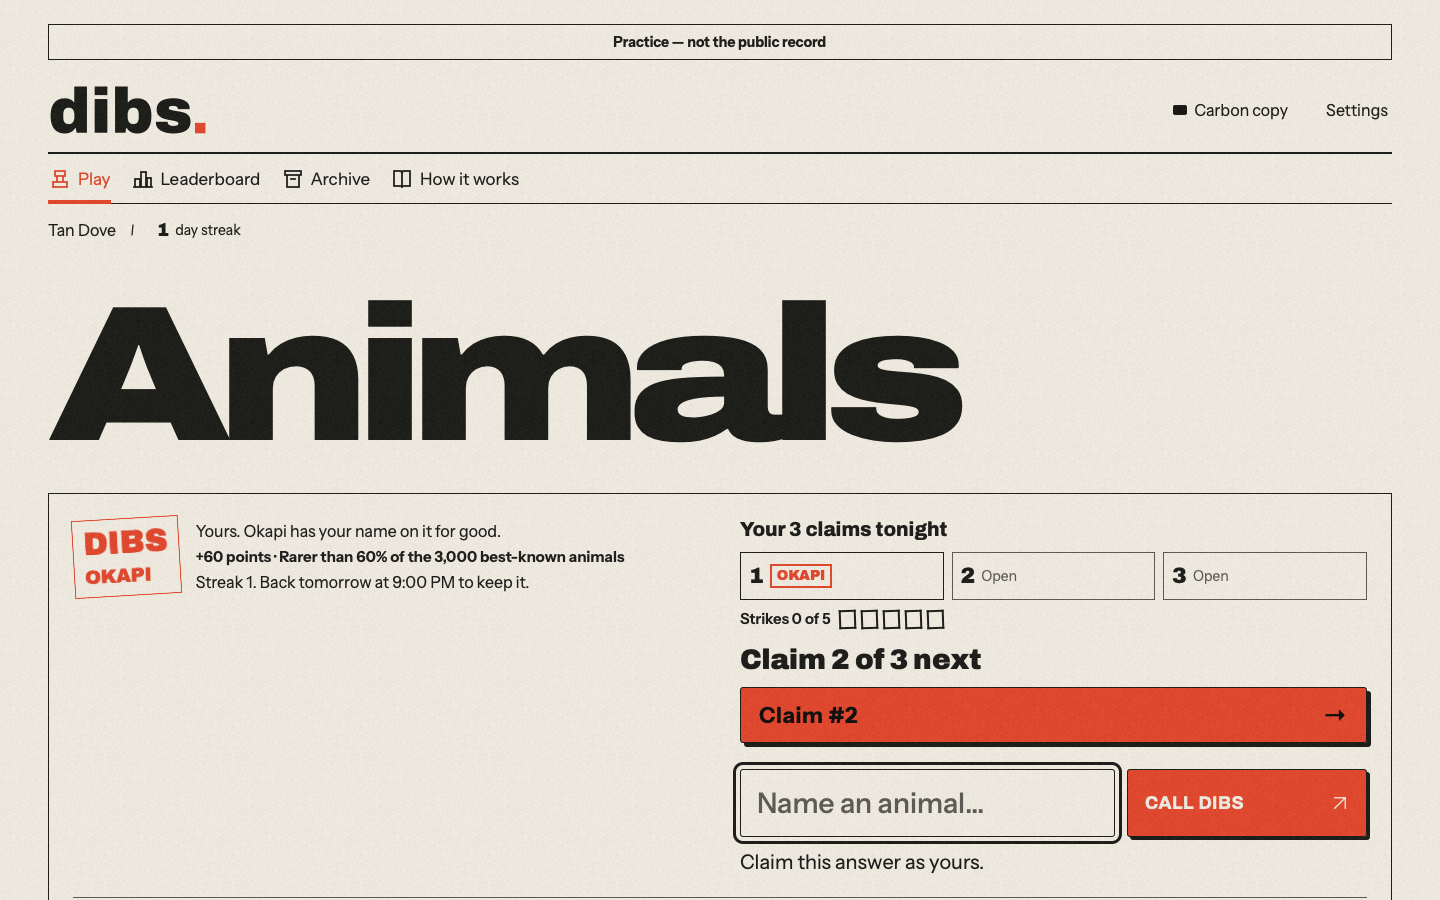 Practice — not the public record
dibs.
Carbon copy
Settings
Play
Leaderboard
Archive
How it works
Tan Dove / 1 day streak
Animals
DIBS
OKAPI
Yours. Okapi has your name on it for good.
+60 points · Rarer than 60% of the 3,000 best-known animals
Streak 1. Back tomorrow at 9:00 PM to keep it.
Your 3 claims tonight
1 OKAPI
2 Open
3 Open
Strikes 0 of 5
Claim 2 of 3 next
Claim #2 →
Name an animal...
CALL DIBS
Claim this answer as yours.